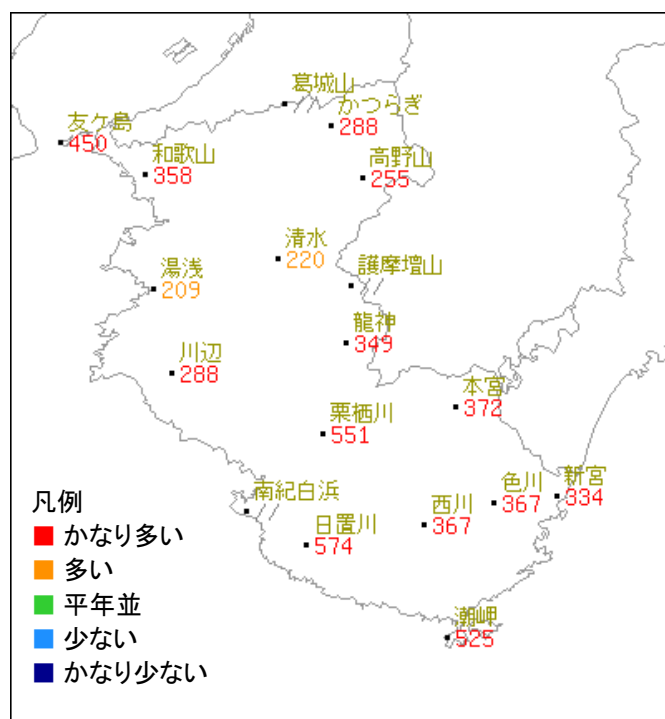 葛城山
かつらぎ
288
友ケ島
450
和歌山
358
高野山
255
清水
220
護摩壇山
//
湯浅
209
龍神
349
川辺
288
本宮
372
栗栖川
551
南紀白浜
//
色川
367
新宮
334
西川
367
日置川
574
潮岬
525
凡例
かなり多い
多い
平年並
少ない
かなり少ない